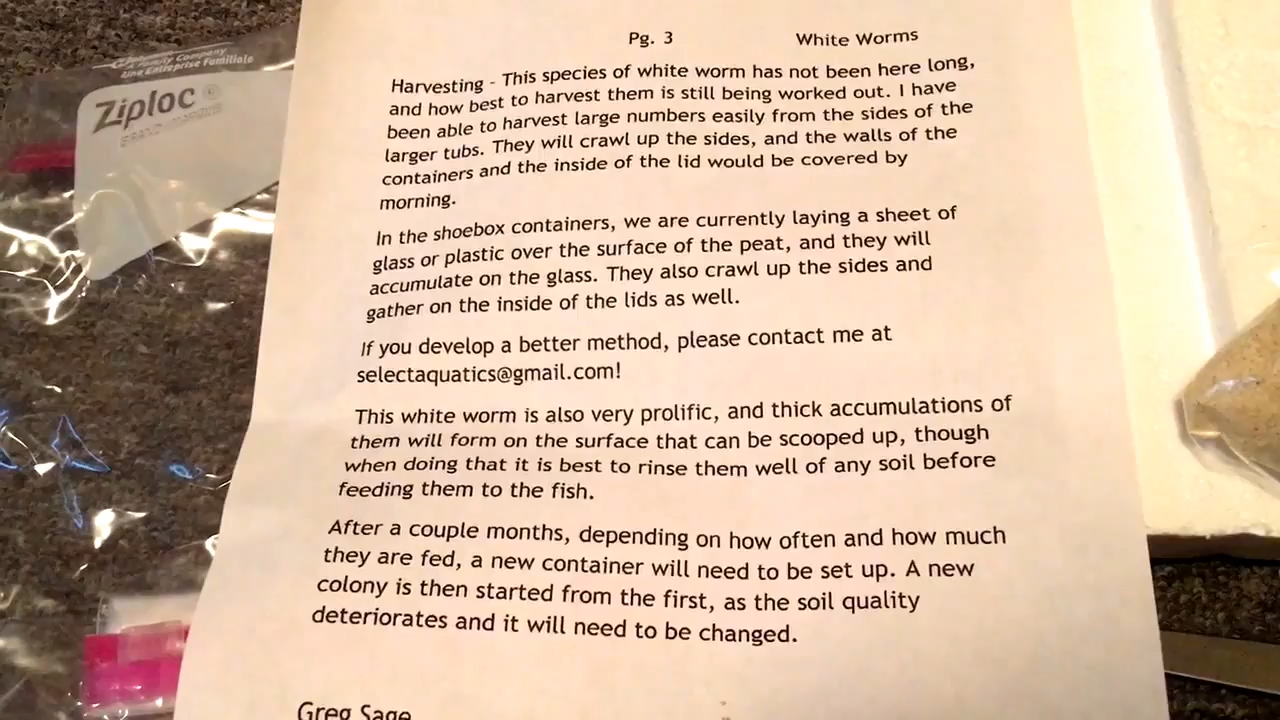 A Family Company
Une Entreprise Familiale
Ziploc
Pg. 3 White Worms
Harvesting - This species of white worm has not been here long,
and how best to harvest them is still being worked out. I have
been able to harvest large numbers easily from the sides of the
larger tubs. They will crawl up the sides, and the walls of the
containers and the inside of the lid would be covered by
morning.
In the shoebox containers, we are currently laying a sheet of
glass or plastic over the surface of the peat, and they will
accumulate on the glass. They also crawl up the sides and
gather on the inside of the lids as well.
If you develop a better method, please contact me at
selectaquatics@gmail.com!
This white worm is also very prolific, and thick accumulations of
them will form on the surface that can be scooped up, though
when doing that it is best to rinse them well of any soil before
feeding them to the fish.
After a couple months, depending on how often and how much
they are fed, a new container will need to be set up. A new
colony is then started from the first, as the soil quality
deteriorates and it will need to be changed.
Greg Sage